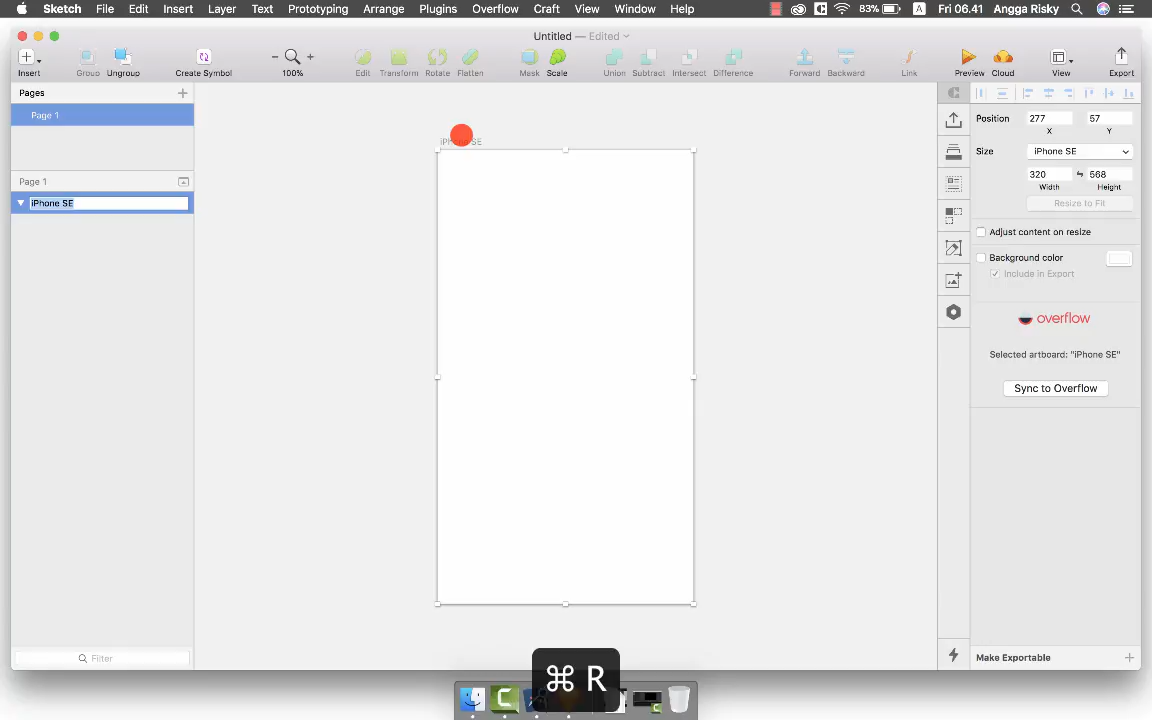 Sketch File Edit Insert Layer Text Prototyping Arrange Plugins Overflow Craft View Window Help 83% A Fri 06.41 Angga Risky
Untitled — Edited
Insert Group Ungroup Create Symbol 100% Edit Transform Rotate Flatten Mask Scale Union Subtract Intersect Difference Forward Backward Link Preview Cloud View Export
Pages
Page 1
Page 1
iPhone SE
iPhone SE
Position 277 57
X Y
Size iPhone SE
320 568
Width Height
Resize to Fit
Adjust content on resize
Background color
Include in Export
overflow
Selected artboard: "iPhone SE"
Sync to Overflow
Filter
Make Exportable
⌘ R